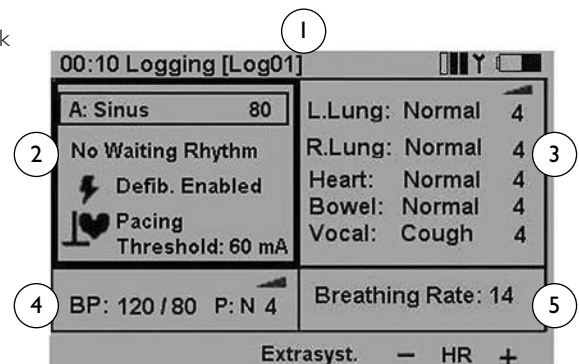 k
1
00:10 Logging [Log01]
A: Sinus 80
No Waiting Rhythm
Defib. Enabled
Pacing
Threshold: 60 mA
2
L.Lung: Normal 4
R.Lung: Normal 4
Heart: Normal 4
Bowel: Normal 4
Vocal: Cough 4
3
BP: 120 / 80 P: N 4
4
Breathing Rate: 14
5
Extrasyst. – HR +